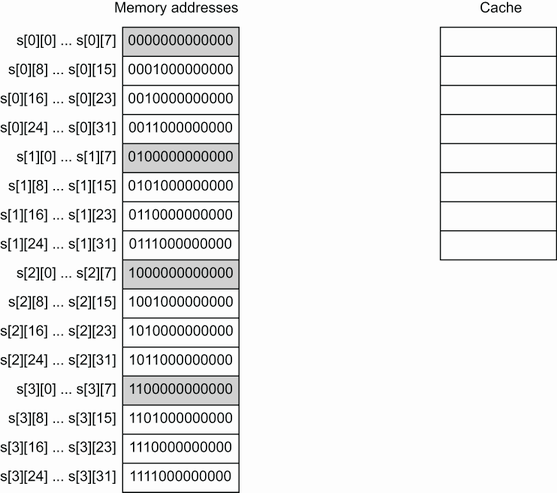 Memory addresses Cache
s[0][0] ... s[0][7] 0000000000000
s[0][8] ... s[0][15] 0001000000000
s[0][16] ... s[0][23] 0010000000000
s[0][24] ... s[0][31] 0011000000000
s[1][0] ... s[1][7] 0100000000000
s[1][8] ... s[1][15] 0101000000000
s[1][16] ... s[1][23] 0110000000000
s[1][24] ... s[1][31] 0111000000000
s[2][0] ... s[2][7] 1000000000000
s[2][8] ... s[2][15] 1001000000000
s[2][16] ... s[2][23] 1010000000000
s[2][24] ... s[2][31] 1011000000000
s[3][0] ... s[3][7] 1100000000000
s[3][8] ... s[3][15] 1101000000000
s[3][16] ... s[3][23] 1110000000000
s[3][24] ... s[3][31] 1111000000000